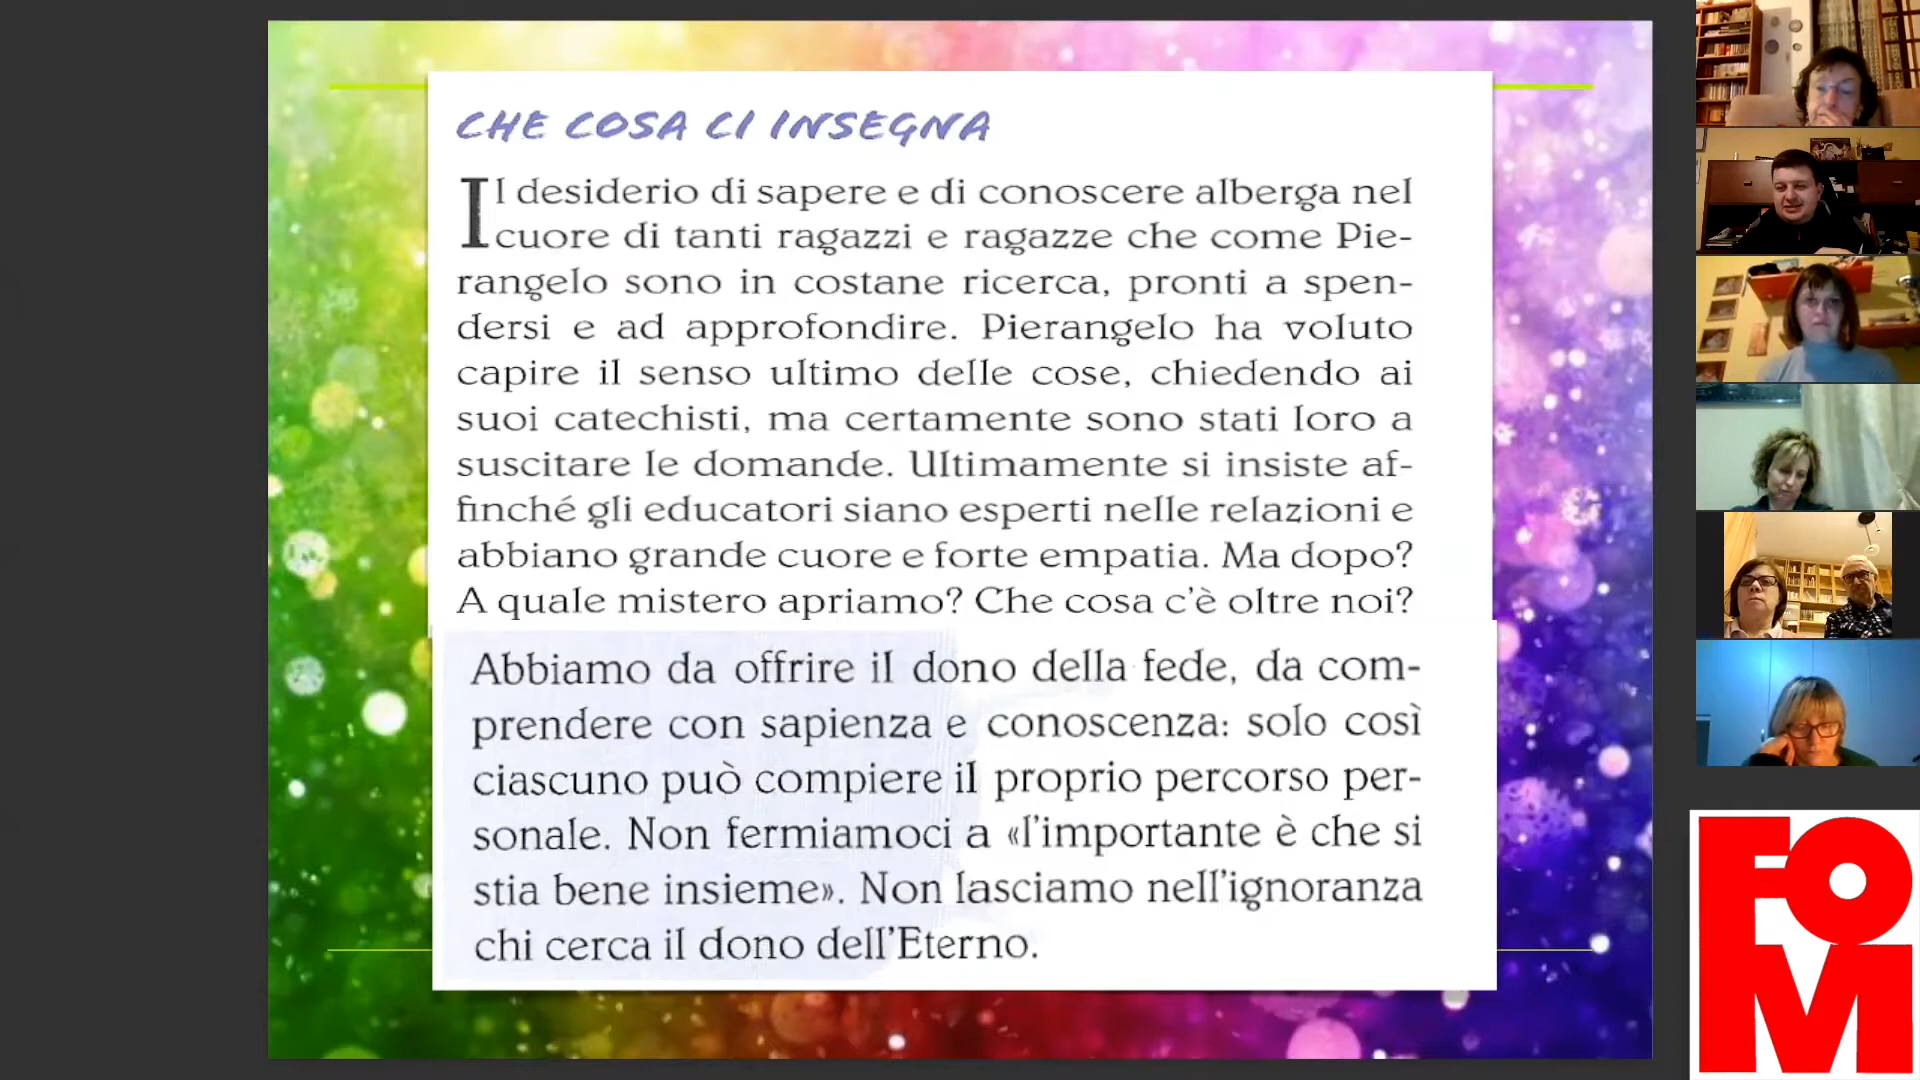 CHE COSA CI INSEGNA
Il desiderio di sapere e di conoscere alberga nel
cuore di tanti ragazzi e ragazze che come Pie-
rangelo sono in costane ricerca, pronti a spen-
dersi e ad approfondire. Pierangelo ha voluto
capire il senso ultimo delle cose, chiedendo ai
suoi catechisti, ma certamente sono stati loro a
suscitare le domande. Ultimamente si insiste af-
finché gli educatori siano esperti nelle relazioni e
abbiano grande cuore e forte empatia. Ma dopo?
A quale mistero apriamo? Che cosa c'è oltre noi?
Abbiamo da offrire il dono della fede, da com-
prendere con sapienza e conoscenza: solo così
ciascuno può compiere il proprio percorso per-
sonale. Non fermiamoci a «l'importante è che si
stia bene insieme». Non lasciamo nell'ignoranza
chi cerca il dono dell'Eterno.
FOM